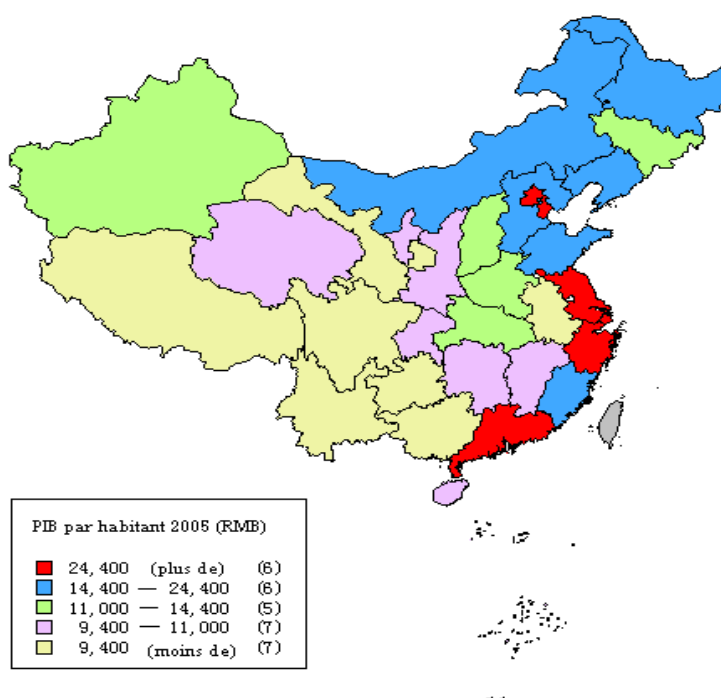 PIB par habitant 2005 (RMB)
24,400 (plus de) (6)
14,400 — 24,400 (6)
11,000 — 14,400 (5)
9,400 — 11,000 (7)
9,400 (moins de) (7)